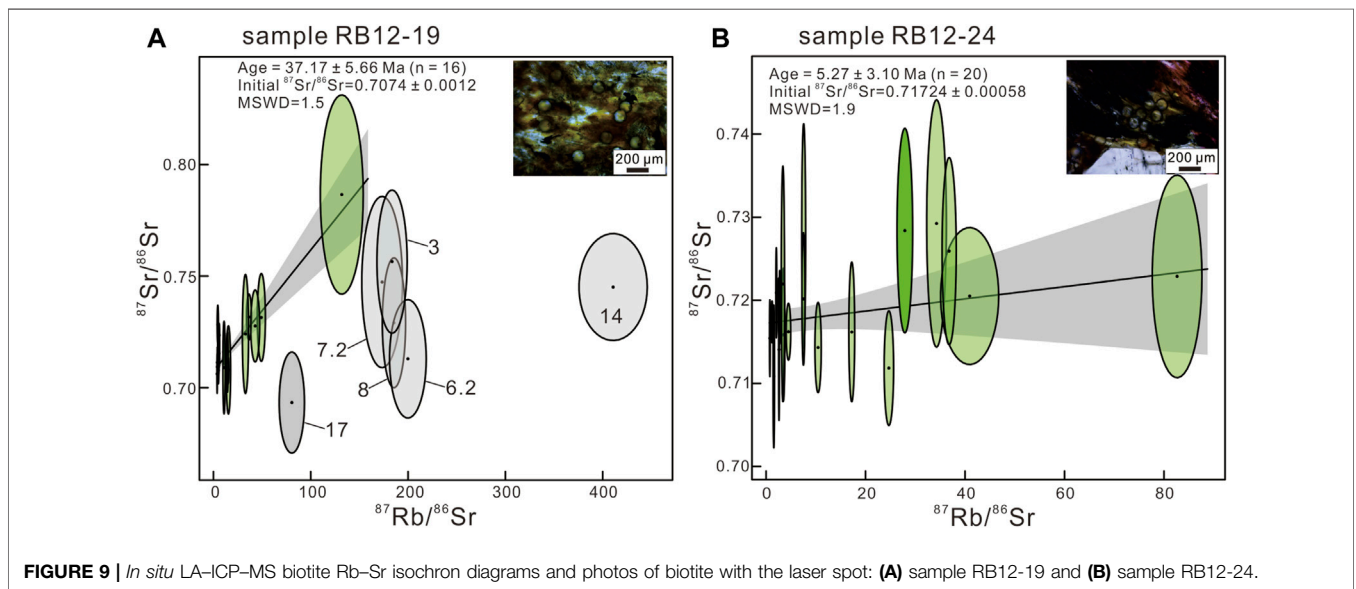 A sample RB12-19
Age = 37.17 ± 5.66 Ma (n = 16)
Initial ⁸⁷Sr/⁸⁶Sr=0.7074 ± 0.0012
MSWD=1.5
200 µm
0.80
0.75
0.70
⁸⁷Sr/⁸⁶Sr
3
14
7.2
8
6.2
17
0 100 200 300 400
⁸⁷Rb/⁸⁶Sr
B sample RB12-24
Age = 5.27 ± 3.10 Ma (n = 20)
Initial ⁸⁷Sr/⁸⁶Sr=0.71724 ± 0.00058
MSWD=1.9
200 µm
0.74
0.73
0.72
0.71
0.70
⁸⁷Sr/⁸⁶Sr
0 20 40 60 80
⁸⁷Rb/⁸⁶Sr
FIGURE 9 | In situ LA–ICP–MS biotite Rb–Sr isochron diagrams and photos of biotite with the laser spot: (A) sample RB12-19 and (B) sample RB12-24.